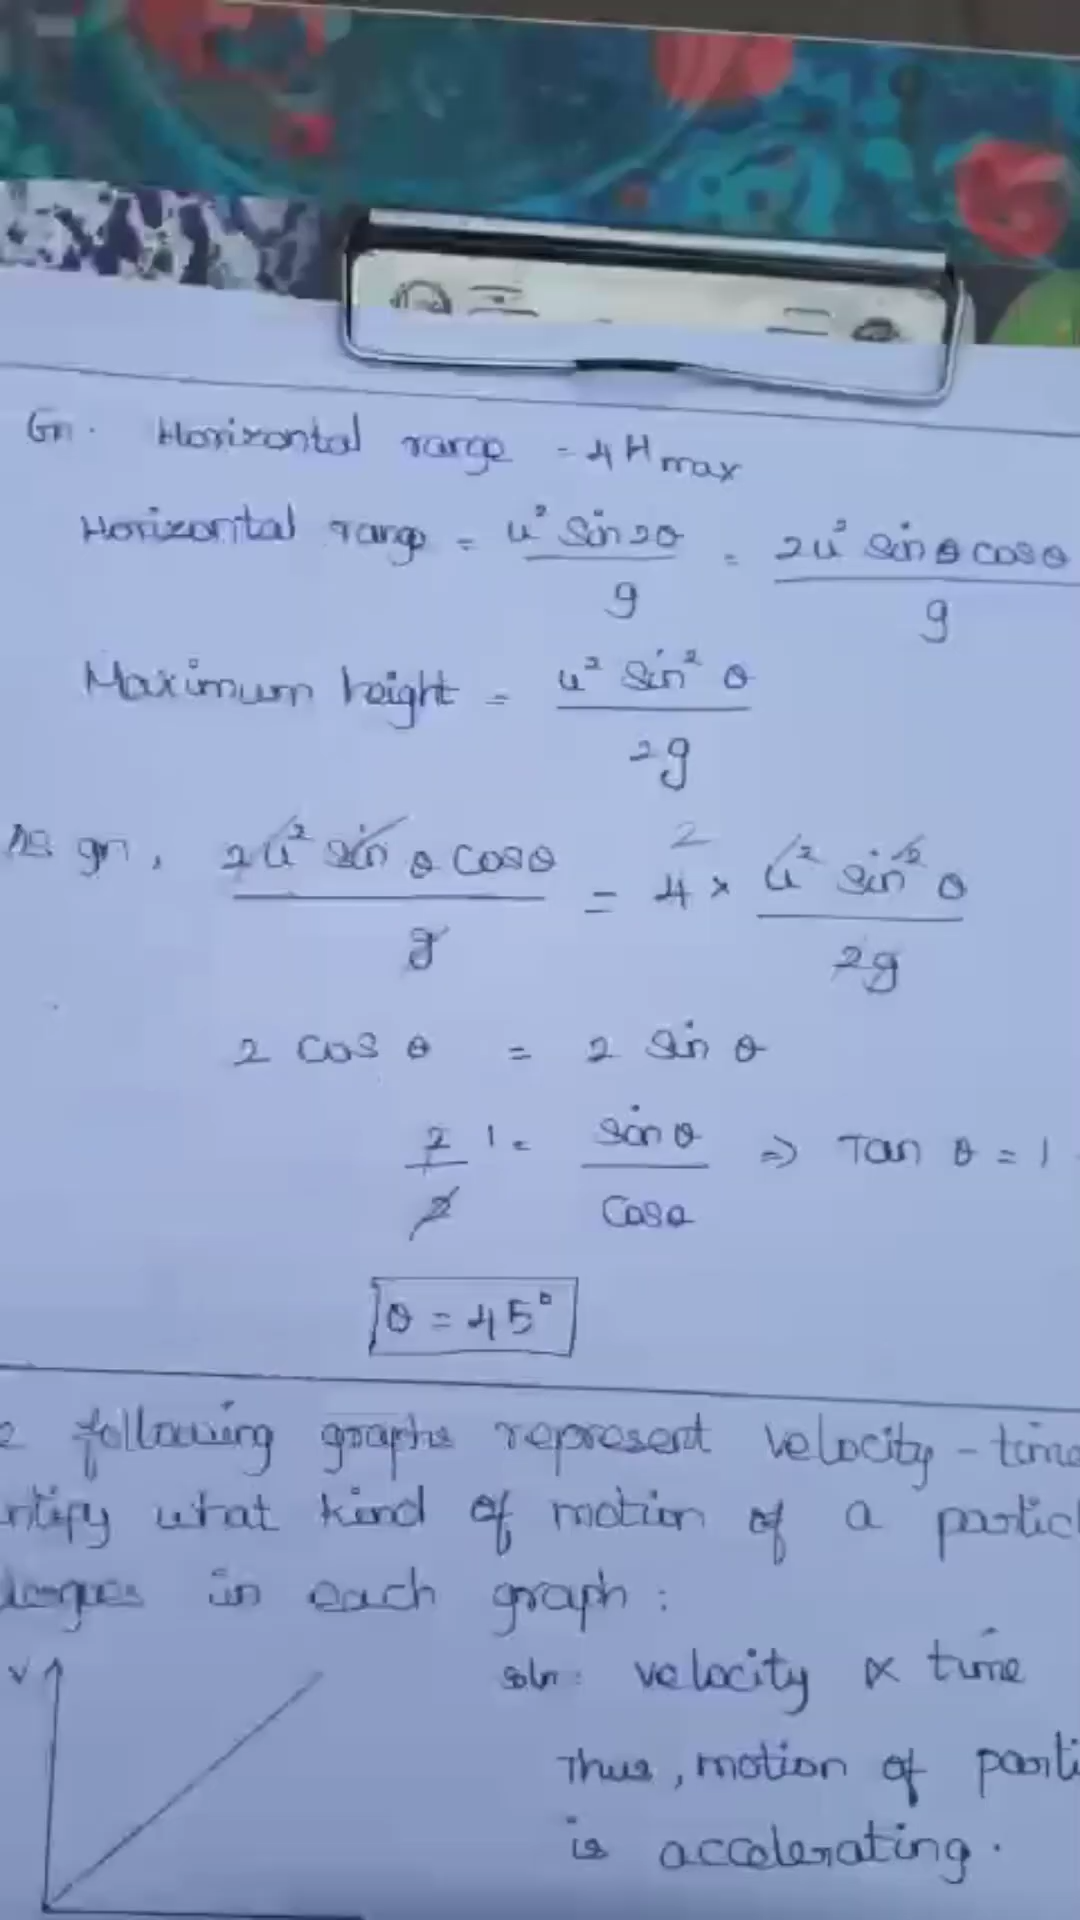 Gn. Horizontal range = 4 Hmax
Horizontal range = u² sin 2θ / g = 2u² sin θ cos θ / g
Maximum height = u² sin² θ / 2g
As gn, 2u² sin θ cos θ / g = 4 2 × u² sin² θ / 2g
2 cos θ = 2 sin θ
2/2 1 = sin θ / cos θ ⇒ Tan θ = 1
θ = 45°
following graphs represent velocity - time
what kind of motion of a
in each graph :
V
soln: velocity ∝ time
Thus, motion of
is accelerating.